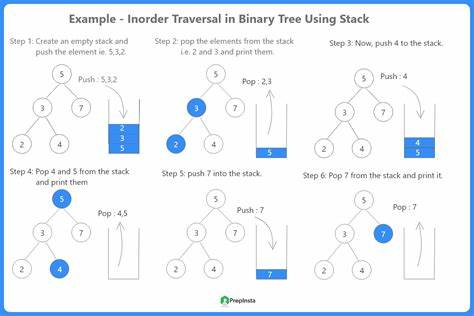 Example - Inorder Traversal in Binary Tree Using Stack
Step 1: Create an empty stack and
push the element ie. 5,3,2.
5
Push : 5,3,2
3
7
2
4
2
3
5
Step 2: pop the elements from the stack
i.e. 2 and 3 and print them.
5
Pop : 2,3
3
7
2
4
5
Step 3: Now, push 4 to the stack.
5
Push : 4
3
7
2
4
4
5
Step 4: Pop 4 and 5 from the stack
and print them
5
Pop : 4,5
3
7
2
4
Step 5: push 7 into the stack.
5
Push : 7
3
7
2
4
7
Step 6: Pop 7 from the stack and print it.
5
Pop : 7
3
7
2
4
PrepInsta